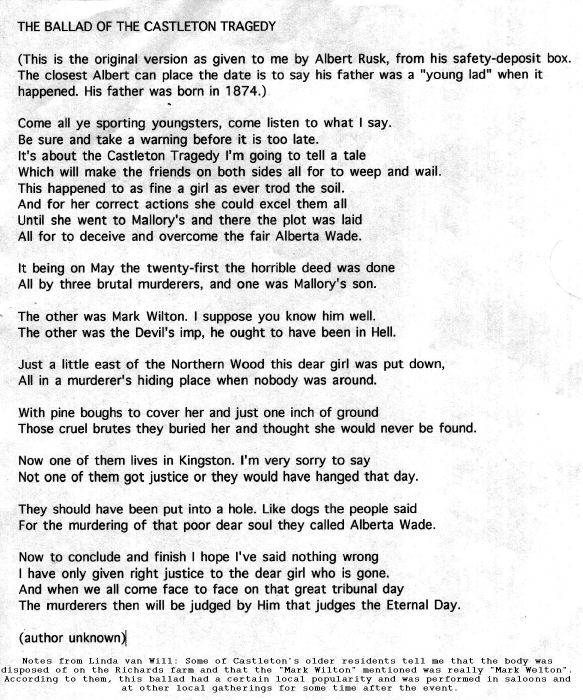 THE BALLAD OF THE CASTLETON TRAGEDY
(This is the original version as given to me by Albert Rusk, from his safety-deposit box.
The closest Albert can place the date is to say his father was a "young lad" when it
happened. His father was born in 1874.)
Come all ye sporting youngsters, come listen to what I say.
Be sure and take a warning before it is too late.
It's about the Castleton Tragedy I'm going to tell a tale
Which will make the friends on both sides all for to weep and wail.
This happened to as fine a girl as ever trod the soil.
And for her correct actions she could excel them all
Until she went to Mallory's and there the plot was laid
All for to deceive and overcome the fair Alberta Wade.
It being on May the twenty-first the horrible deed was done
All by three brutal murderers, and one was Mallory's son.
The other was Mark Wilton. I suppose you know him well.
The other was the Devil's imp, he ought to have been in Hell.
Just a little east of the Northern Wood this dear girl was put down,
All in a murderer's hiding place when nobody was around.
With pine boughs to cover her and just one inch of ground
Those cruel brutes they buried her and thought she would never be found.
Now one of them lives in Kingston. I'm very sorry to say
Not one of them got justice or they would have hanged that day.
They should have been put into a hole. Like dogs the people said
For the murdering of that poor dear soul they called Alberta Wade.
Now to conclude and finish I hope I've said nothing wrong
I have only given right justice to the dear girl who is gone.
And when we all come face to face on that great tribunal day
The murderers then will be judged by Him that judges the Eternal Day.
(author unknown)
Notes from Linda van Will: Some of Castleton's older residents tell me that the body was
disposed of on the Richards farm and that the "Mark Wilton" mentioned was really "Mark Welton".
According to them, this ballad had a certain local popularity and was performed in saloons and
at other local gatherings for some time after the event.